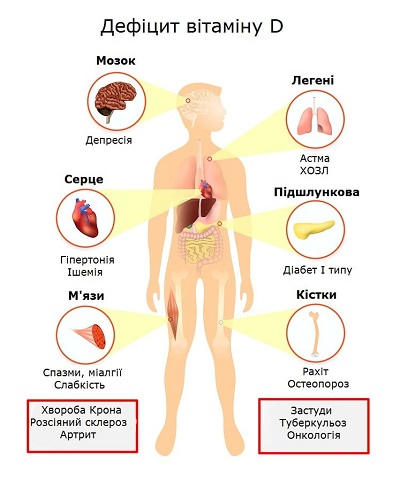 Дефіцит вітаміну D
Мозок
Депресія
Легені
Астма
ХОЗЛ
Серце
Гіпертонія
Ішемія
Підшлункова
Діабет І типу
М'язи
Спазми, міалгії
Слабкість
Кістки
Рахіт
Остеопороз
Хвороба Крона
Розсіяний склероз
Артрит
Застуди
Туберкульоз
Онкологія